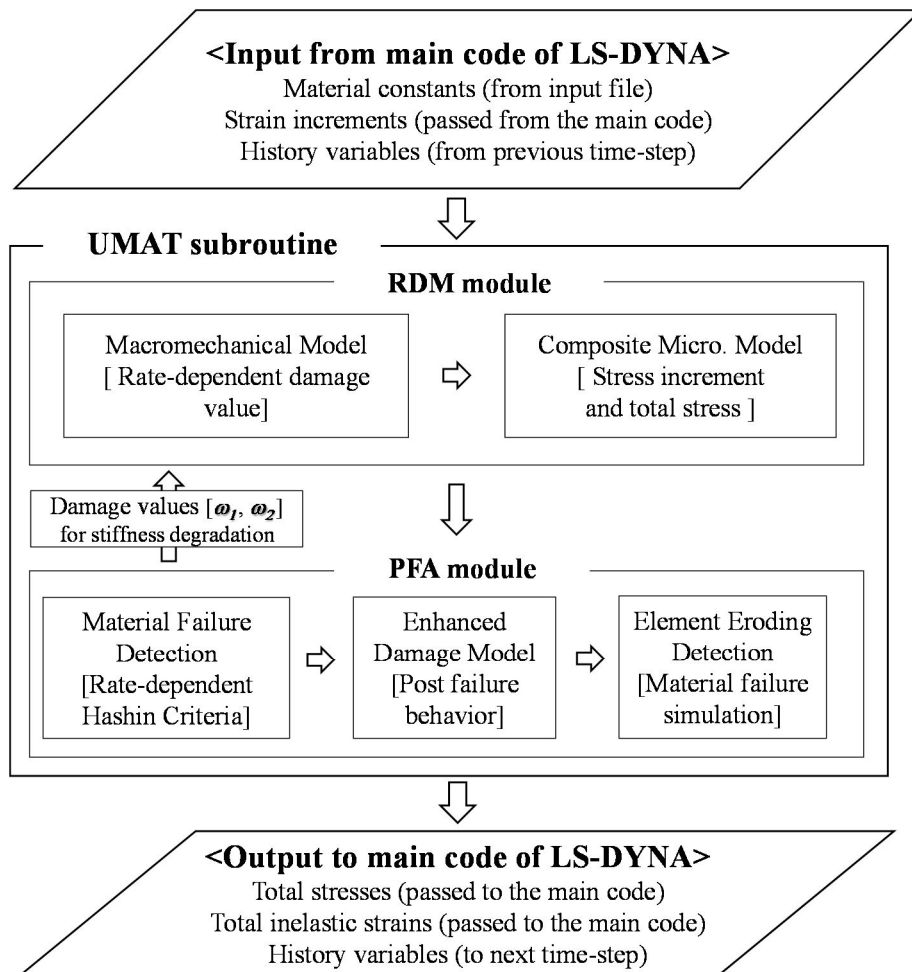 <Input from main code of LS-DYNA>
Material constants (from input file)
Strain increments (passed from the main code)
History variables (from previous time-step)
UMAT subroutine
RDM module
Macromechanical Model
[ Rate-dependent damage
value]
Composite Micro. Model
[ Stress increment
and total stress ]
Damage values [ω1, ω2]
for stiffness degradation
PFA module
Material Failure
Detection
[Rate-dependent
Hashin Criteria]
Enhanced
Damage Model
[Post failure
behavior]
Element Eroding
Detection
[Material failure
simulation]
<Output to main code of LS-DYNA>
Total stresses (passed to the main code)
Total inelastic strains (passed to the main code)
History variables (to next time-step)